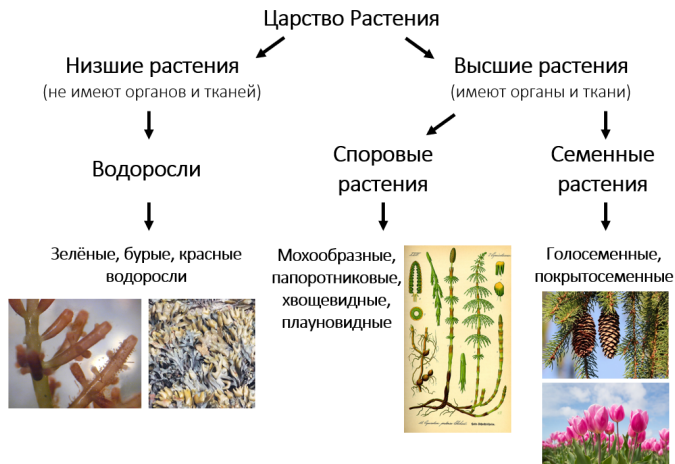 Царство Растения
Низшие растения
(не имеют органов и тканей)
Высшие растения
(имеют органы и ткани)
Водоросли
Споровые
растения
Семенные
растения
Зелёные, бурые, красные
водоросли
Мохообразные,
папоротниковые,
хвощевидные,
плауновидные
Голосеменные,
покрытосеменные